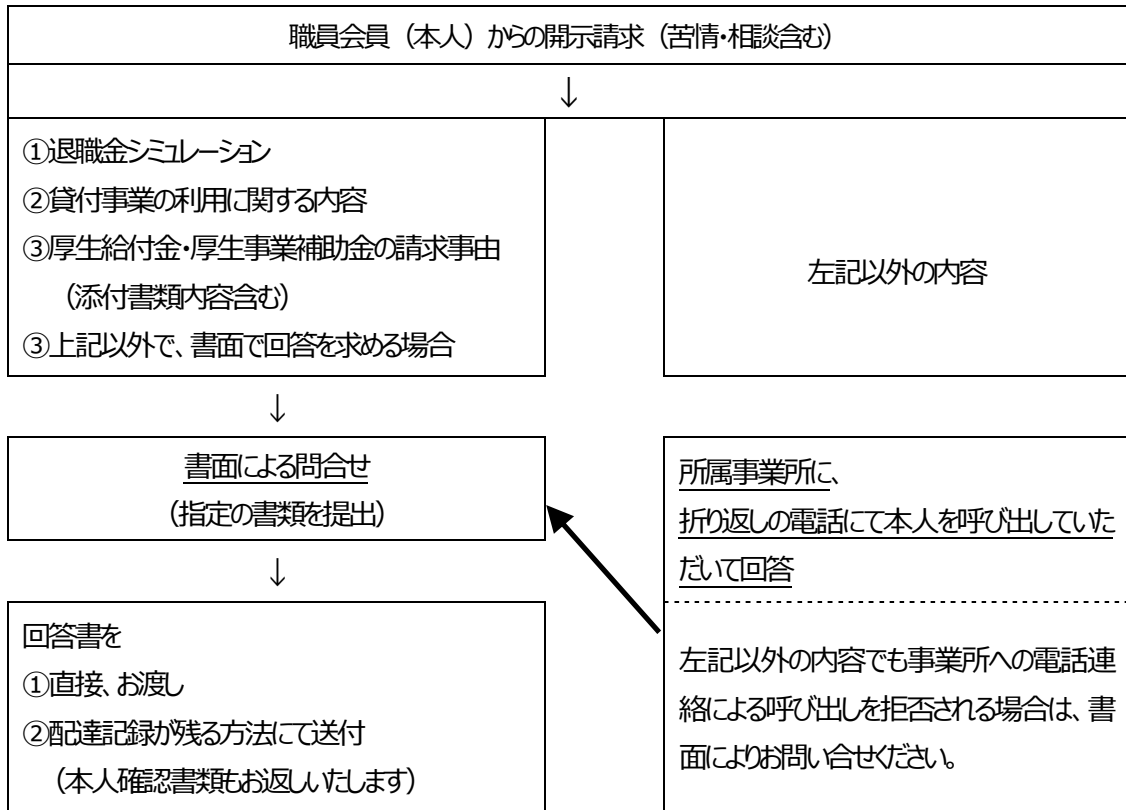 職員会員（本人）からの開示請求（苦情・相談含む）
↓
①退職金シミュレーション
②貸付事業の利用に関する内容
③厚生給付金・厚生事業補助金の請求事由
（添付書類内容含む）
③上記以外で、書面で回答を求める場合
左記以外の内容
↓
書面による問合せ
（指定の書類を提出）
↓
回答書を
①直接、お渡し
②配達記録が残る方法にて送付
（本人確認書類もお返しいたします）
所属事業所に、
折り返しの電話にて本人を呼び出していた
だいて回答
左記以外の内容でも事業所への電話連
絡による呼び出しを拒否される場合は、書
面によりお問い合せください。